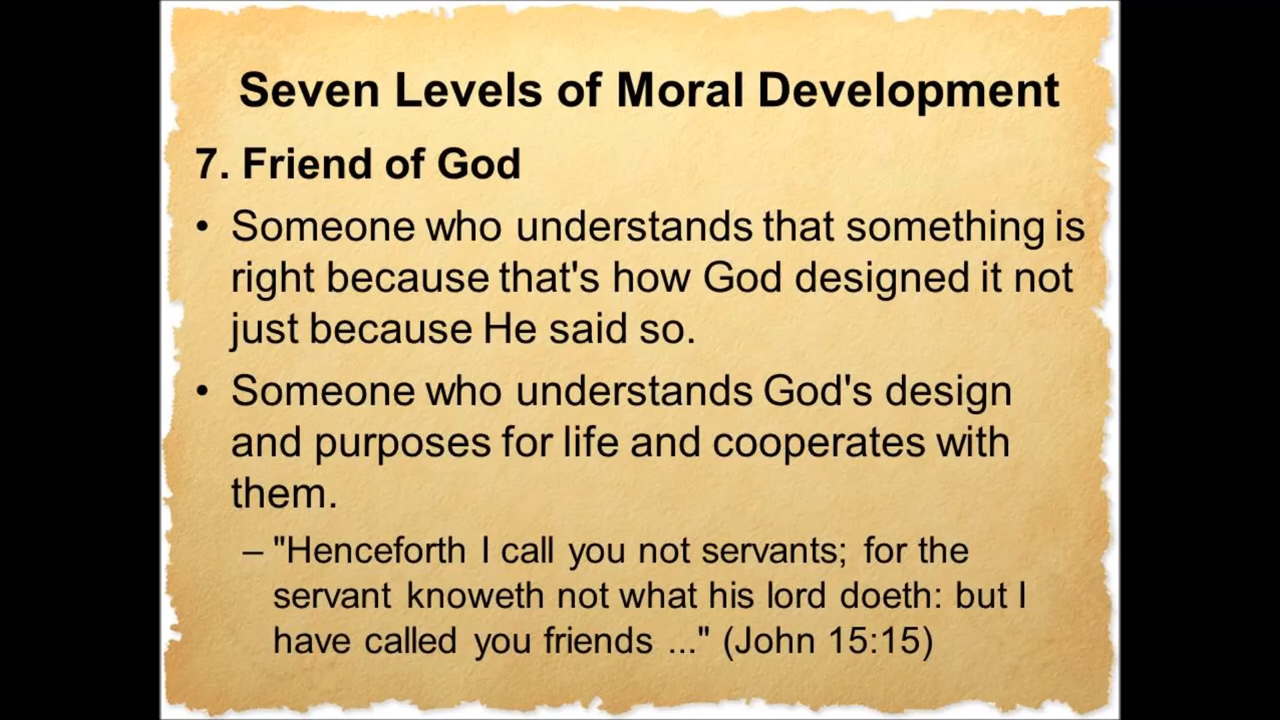 Seven Levels of Moral Development
7. Friend of God
• Someone who understands that something is
right because that's how God designed it not
just because He said so.
• Someone who understands God's design
and purposes for life and cooperates with
them.
– "Henceforth I call you not servants; for the
servant knoweth not what his lord doeth: but I
have called you friends ..." (John 15:15)